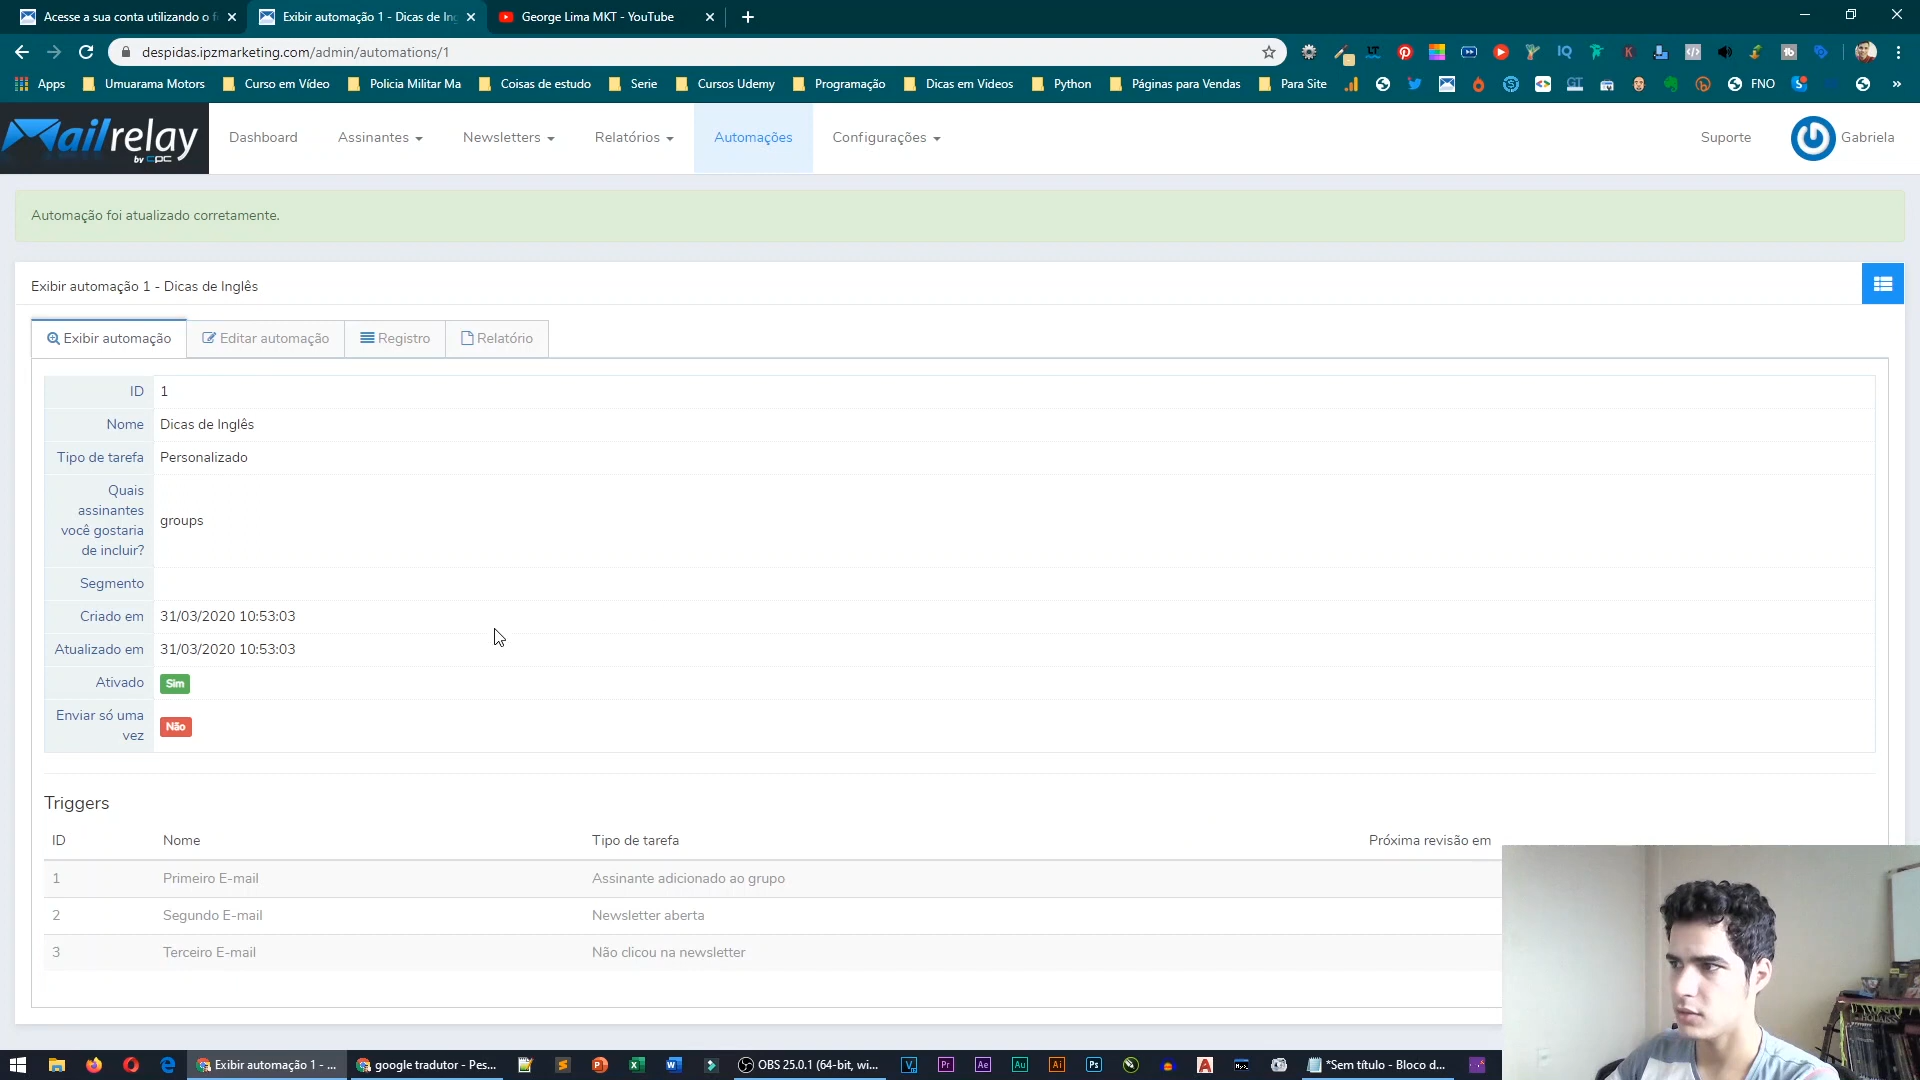 Acesse a sua conta utilizando o f
Exibir automação 1 - Dicas de Ing
George Lima MKT - YouTube
despidas.ipzmarketing.com/admin/automations/1
Apps
Umuarama Motors
Curso em Vídeo
Policia Militar Ma
Coisas de estudo
Serie
Cursos Udemy
Programação
Dicas em Videos
Python
Páginas para Vendas
Para Site
FNO
Mailrelay
by cpc
Dashboard
Assinantes
Newsletters
Relatórios
Automações
Configurações
Suporte
Gabriela
Automação foi atualizado corretamente.
Exibir automação 1 - Dicas de Inglês
Exibir automação
Editar automação
Registro
Relatório
ID 1
Nome Dicas de Inglês
Tipo de tarefa Personalizado
Quais
assinantes
você gostaria
de incluir?
groups
Segmento
Criado em 31/03/2020 10:53:03
Atualizado em 31/03/2020 10:53:03
Ativado Sim
Enviar só uma
vez
Não
Triggers
ID Nome Tipo de tarefa Próxima revisão em
1 Primeiro E-mail Assinante adicionado ao grupo
2 Segundo E-mail Newsletter aberta
3 Terceiro E-mail Não clicou na newsletter
Exibir automação 1 - ...
google tradutor - Pes...
OBS 25.0.1 (64-bit, wi...
*Sem título - Bloco d...